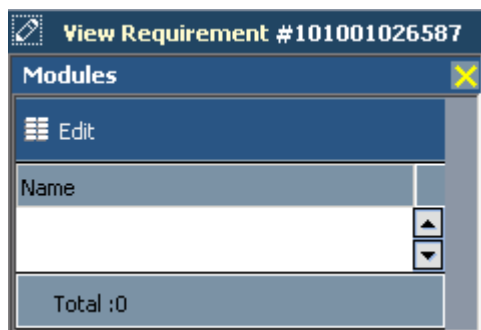 View Requirement #101001026587
Modules
Edit
Name
Total :0